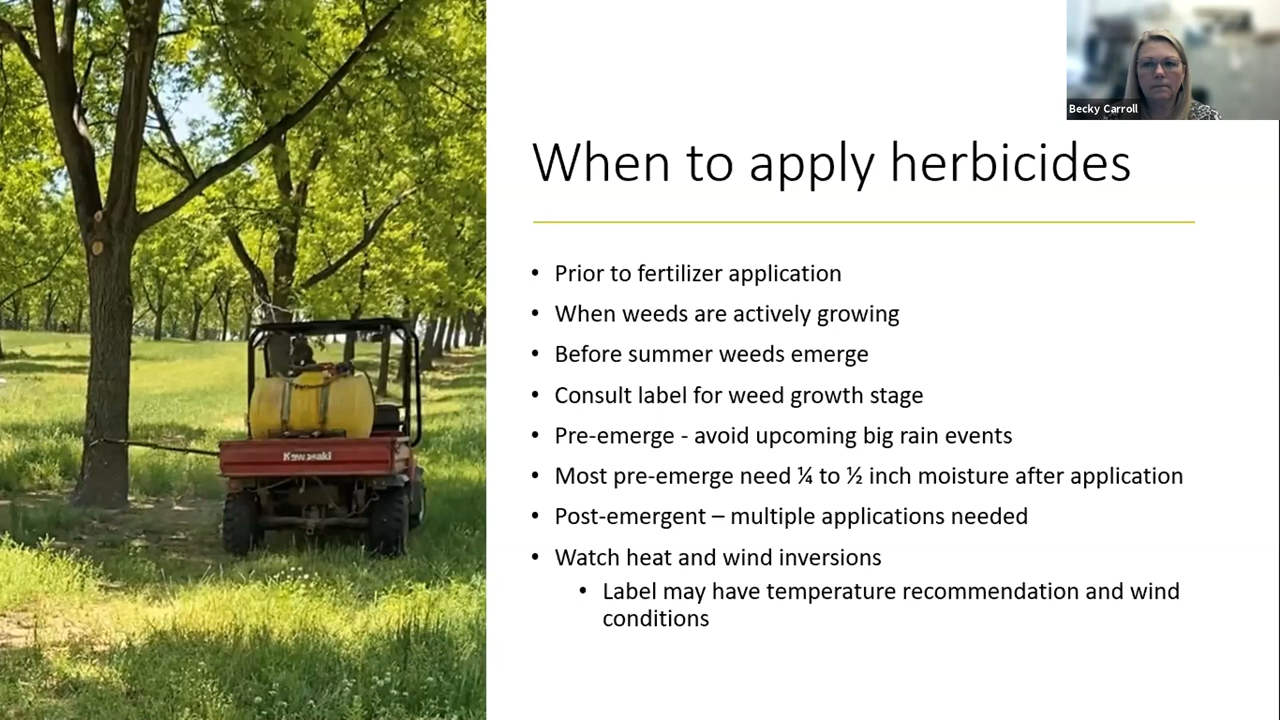 Becky Carroll
When to apply herbicides
• Prior to fertilizer application
• When weeds are actively growing
• Before summer weeds emerge
• Consult label for weed growth stage
• Pre-emerge - avoid upcoming big rain events
• Most pre-emerge need ¼ to ½ inch moisture after application
• Post-emergent – multiple applications needed
• Watch heat and wind inversions
• Label may have temperature recommendation and wind
conditions
Kawasaki